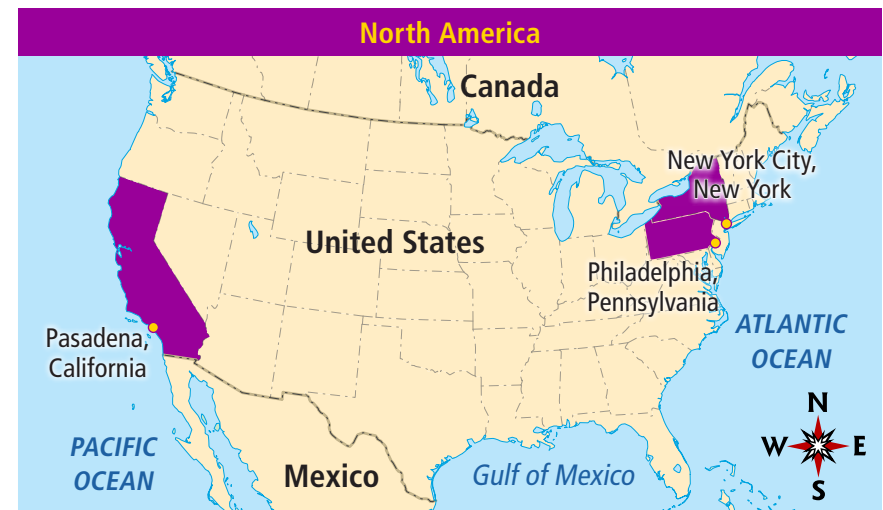 North America
Canada
New York City,
New York
United States
Philadelphia,
Pennsylvania
Pasadena,
California
ATLANTIC
OCEAN
N
W E
S
PACIFIC
OCEAN
Mexico
Gulf of Mexico